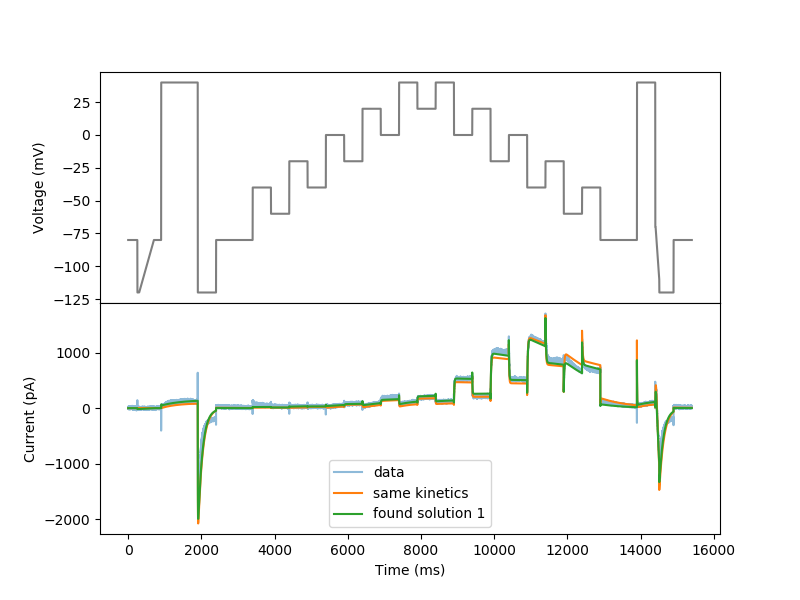 25
0
−25
−50
−75
−100
−125
Voltage (mV)
1000
0
−1000
−2000
Current (pA)
data
same kinetics
found solution 1
0 2000 4000 6000 8000 10000 12000 14000 16000
Time (ms)